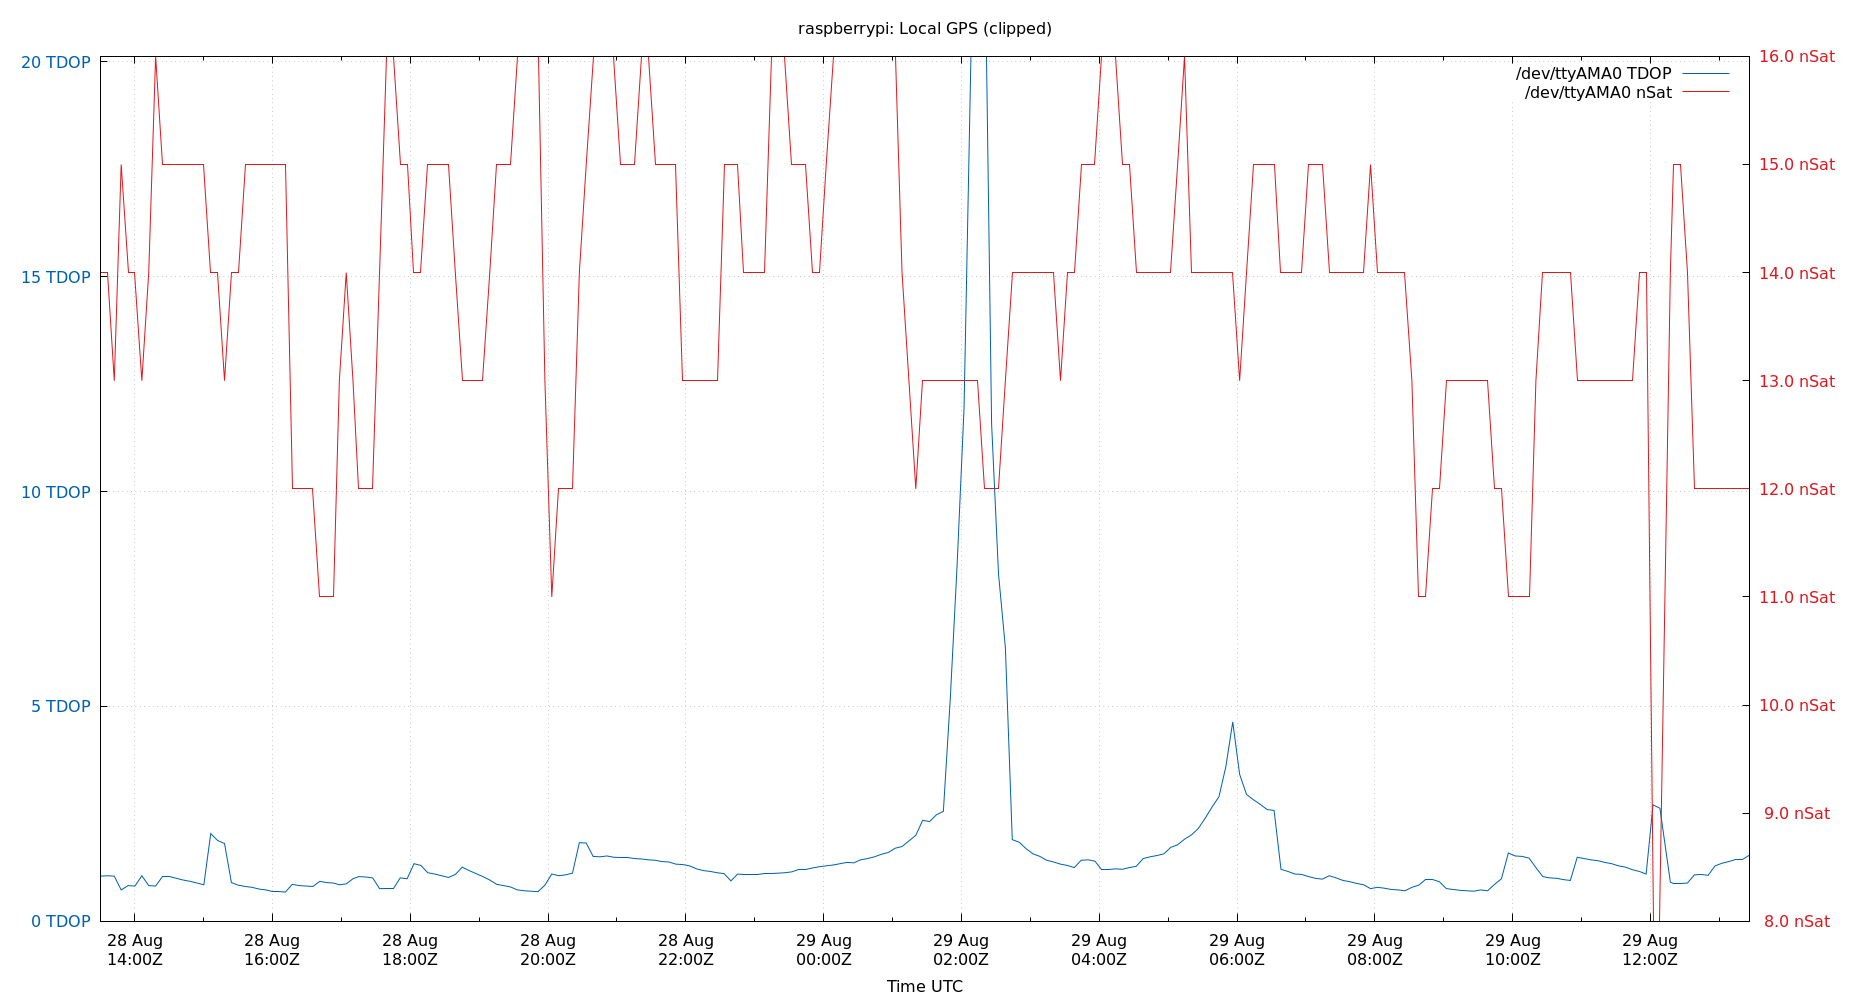 raspberrypi: Local GPS (clipped)
20 TDOP
15 TDOP
10 TDOP
5 TDOP
0 TDOP
16.0 nSat
15.0 nSat
14.0 nSat
13.0 nSat
12.0 nSat
11.0 nSat
10.0 nSat
9.0 nSat
8.0 nSat
/dev/ttyAMA0 TDOP
/dev/ttyAMA0 nSat
28 Aug
14:00Z
28 Aug
16:00Z
28 Aug
18:00Z
28 Aug
20:00Z
28 Aug
22:00Z
29 Aug
00:00Z
29 Aug
02:00Z
29 Aug
04:00Z
29 Aug
06:00Z
29 Aug
08:00Z
29 Aug
10:00Z
29 Aug
12:00Z
Time UTC